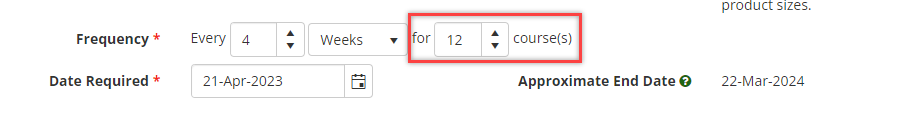 product sizes.
Frequency * Every 4 Weeks for 12 course(s)
Date Required * 21-Apr-2023 Approximate End Date ? 22-Mar-2024